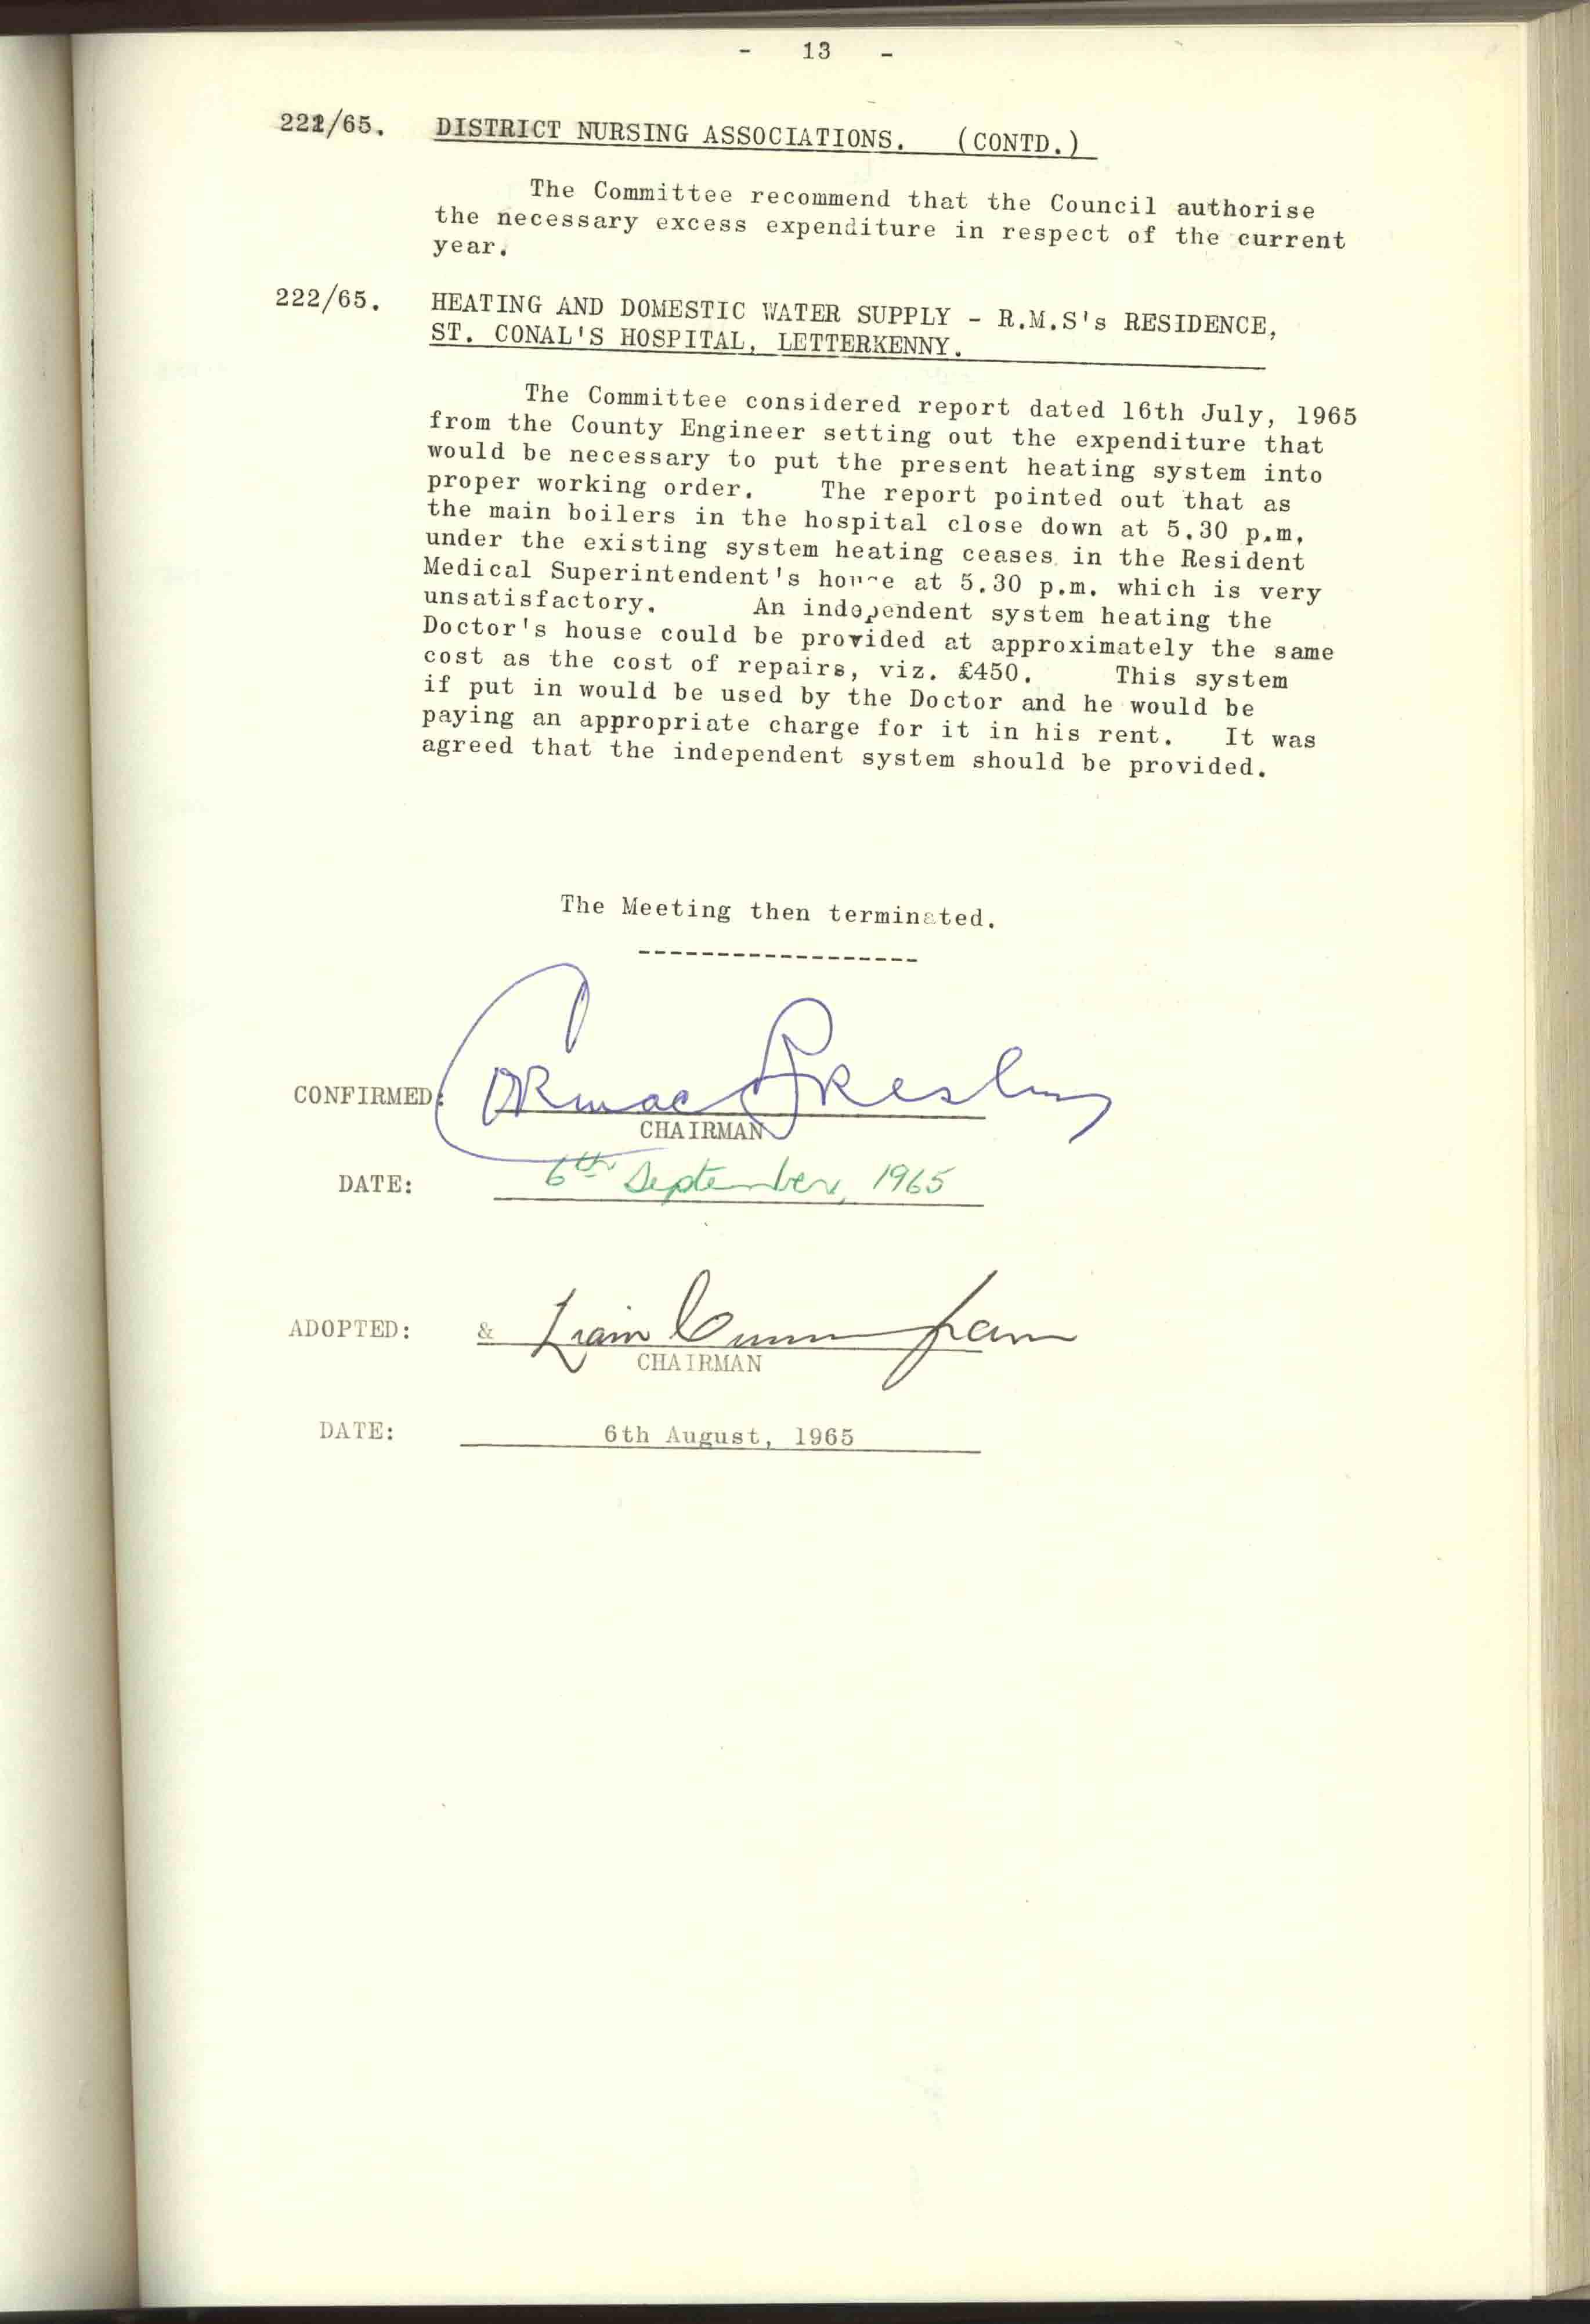 - 13 -
221/65. DISTRICT NURSING ASSOCIATIONS. (CONTD.)
The Committee recommend that the Council authorise
the necessary excess expenditure in respect of the current
year.
222/65. HEATING AND DOMESTIC WATER SUPPLY - R.M.S's RESIDENCE,
ST. CONAL'S HOSPITAL, LETTERKENNY.
The Committee considered report dated 16th July, 1965
from the County Engineer setting out the expenditure that
would be necessary to put the present heating system into
proper working order. The report pointed out that as
the main boilers in the hospital close down at 5.30 p.m,
under the existing system heating ceases in the Resident
Medical Superintendent's house at 5.30 p.m. which is very
unsatisfactory. An independent system heating the
Doctor's house could be provided at approximately the same
cost as the cost of repairs, viz. £450. This system
if put in would be used by the Doctor and he would be
paying an appropriate charge for it in his rent. It was
agreed that the independent system should be provided.
The Meeting then terminated.
------------------
CONFIRMED: Cormac Breslin
CHAIRMAN
DATE: 6th September, 1965
ADOPTED: & Liam Cunningham
CHAIRMAN
DATE: 6th August, 1965